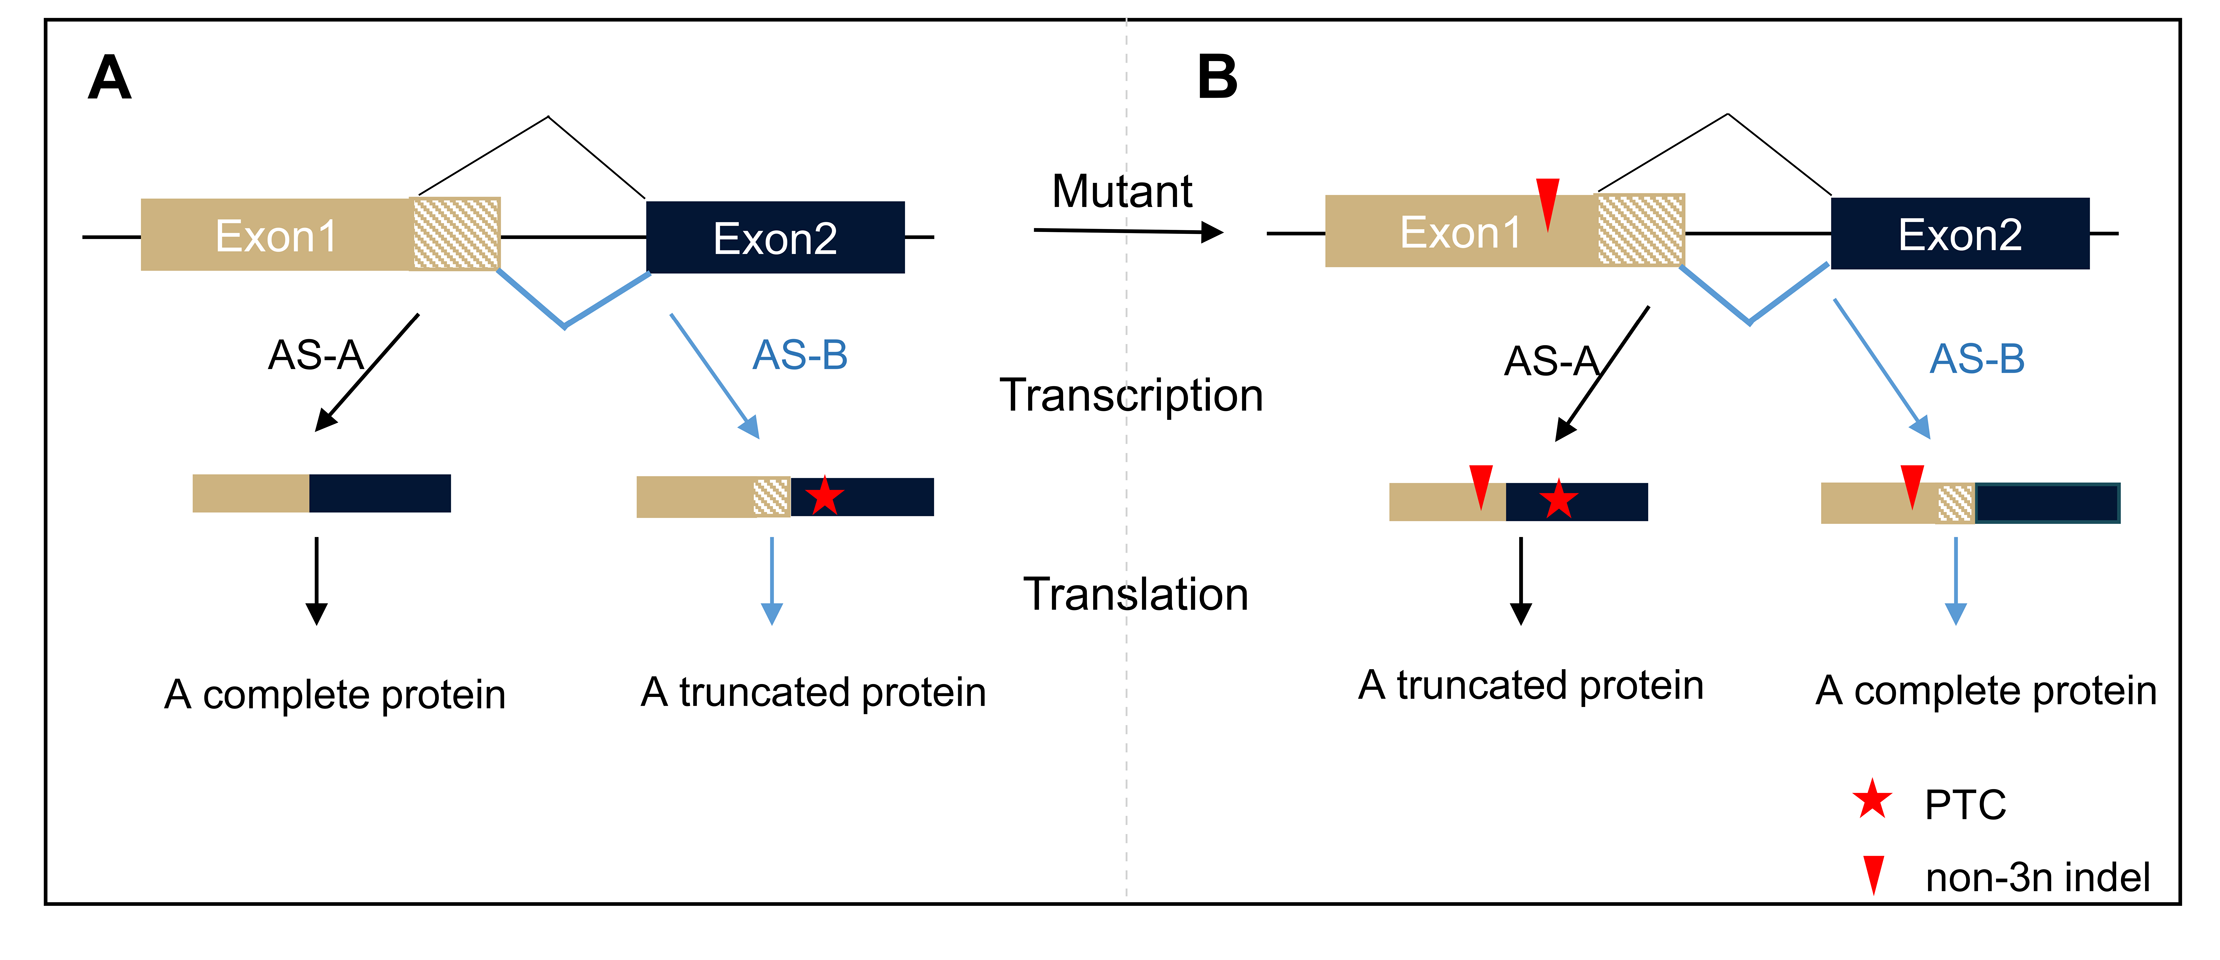 A
B
Mutant
Exon1
Exon2
Exon1
Exon2
AS-A
AS-B
AS-A
AS-B
Transcription
Translation
A complete protein
A truncated protein
A truncated protein
A complete protein
PTC
non-3n indel